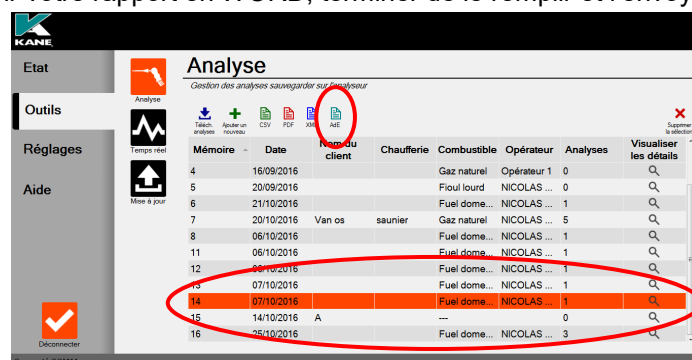 votre rapport en WORD, terminer de le remplir et l'envoy
KANE
Etat
Outils
Réglages
Aide
Déconnecter
Analyse
Temps réel
Mise à jour
Analyse
Gestion des analyses sauvegardées sur l'analyseur
Téléch. analyses
Ajouter un nouveau
CSV
PDF
XML
AdE
Supprimer la sélection
Mémoire Date Nom du client Chaufferie Combustible Opérateur Analyses Visualiser les détails
4 16/09/2016 Gaz naturel Opérateur 1 0
5 20/09/2016 Fioul lourd NICOLAS ... 0
6 21/10/2016 Fuel dome... NICOLAS ... 1
7 20/10/2016 Van os saunier Gaz naturel NICOLAS ... 5
8 06/10/2016 Fuel dome... NICOLAS ... 1
11 06/10/2016 Fuel dome... NICOLAS ... 1
12 06/10/2016 Fuel dome... NICOLAS ... 1
13 07/10/2016 Fuel dome... NICOLAS ... 1
14 07/10/2016 Fuel dome... NICOLAS ... 1
15 14/10/2016 A --- 0
16 25/10/2016 Fuel dome... NICOLAS ... 3